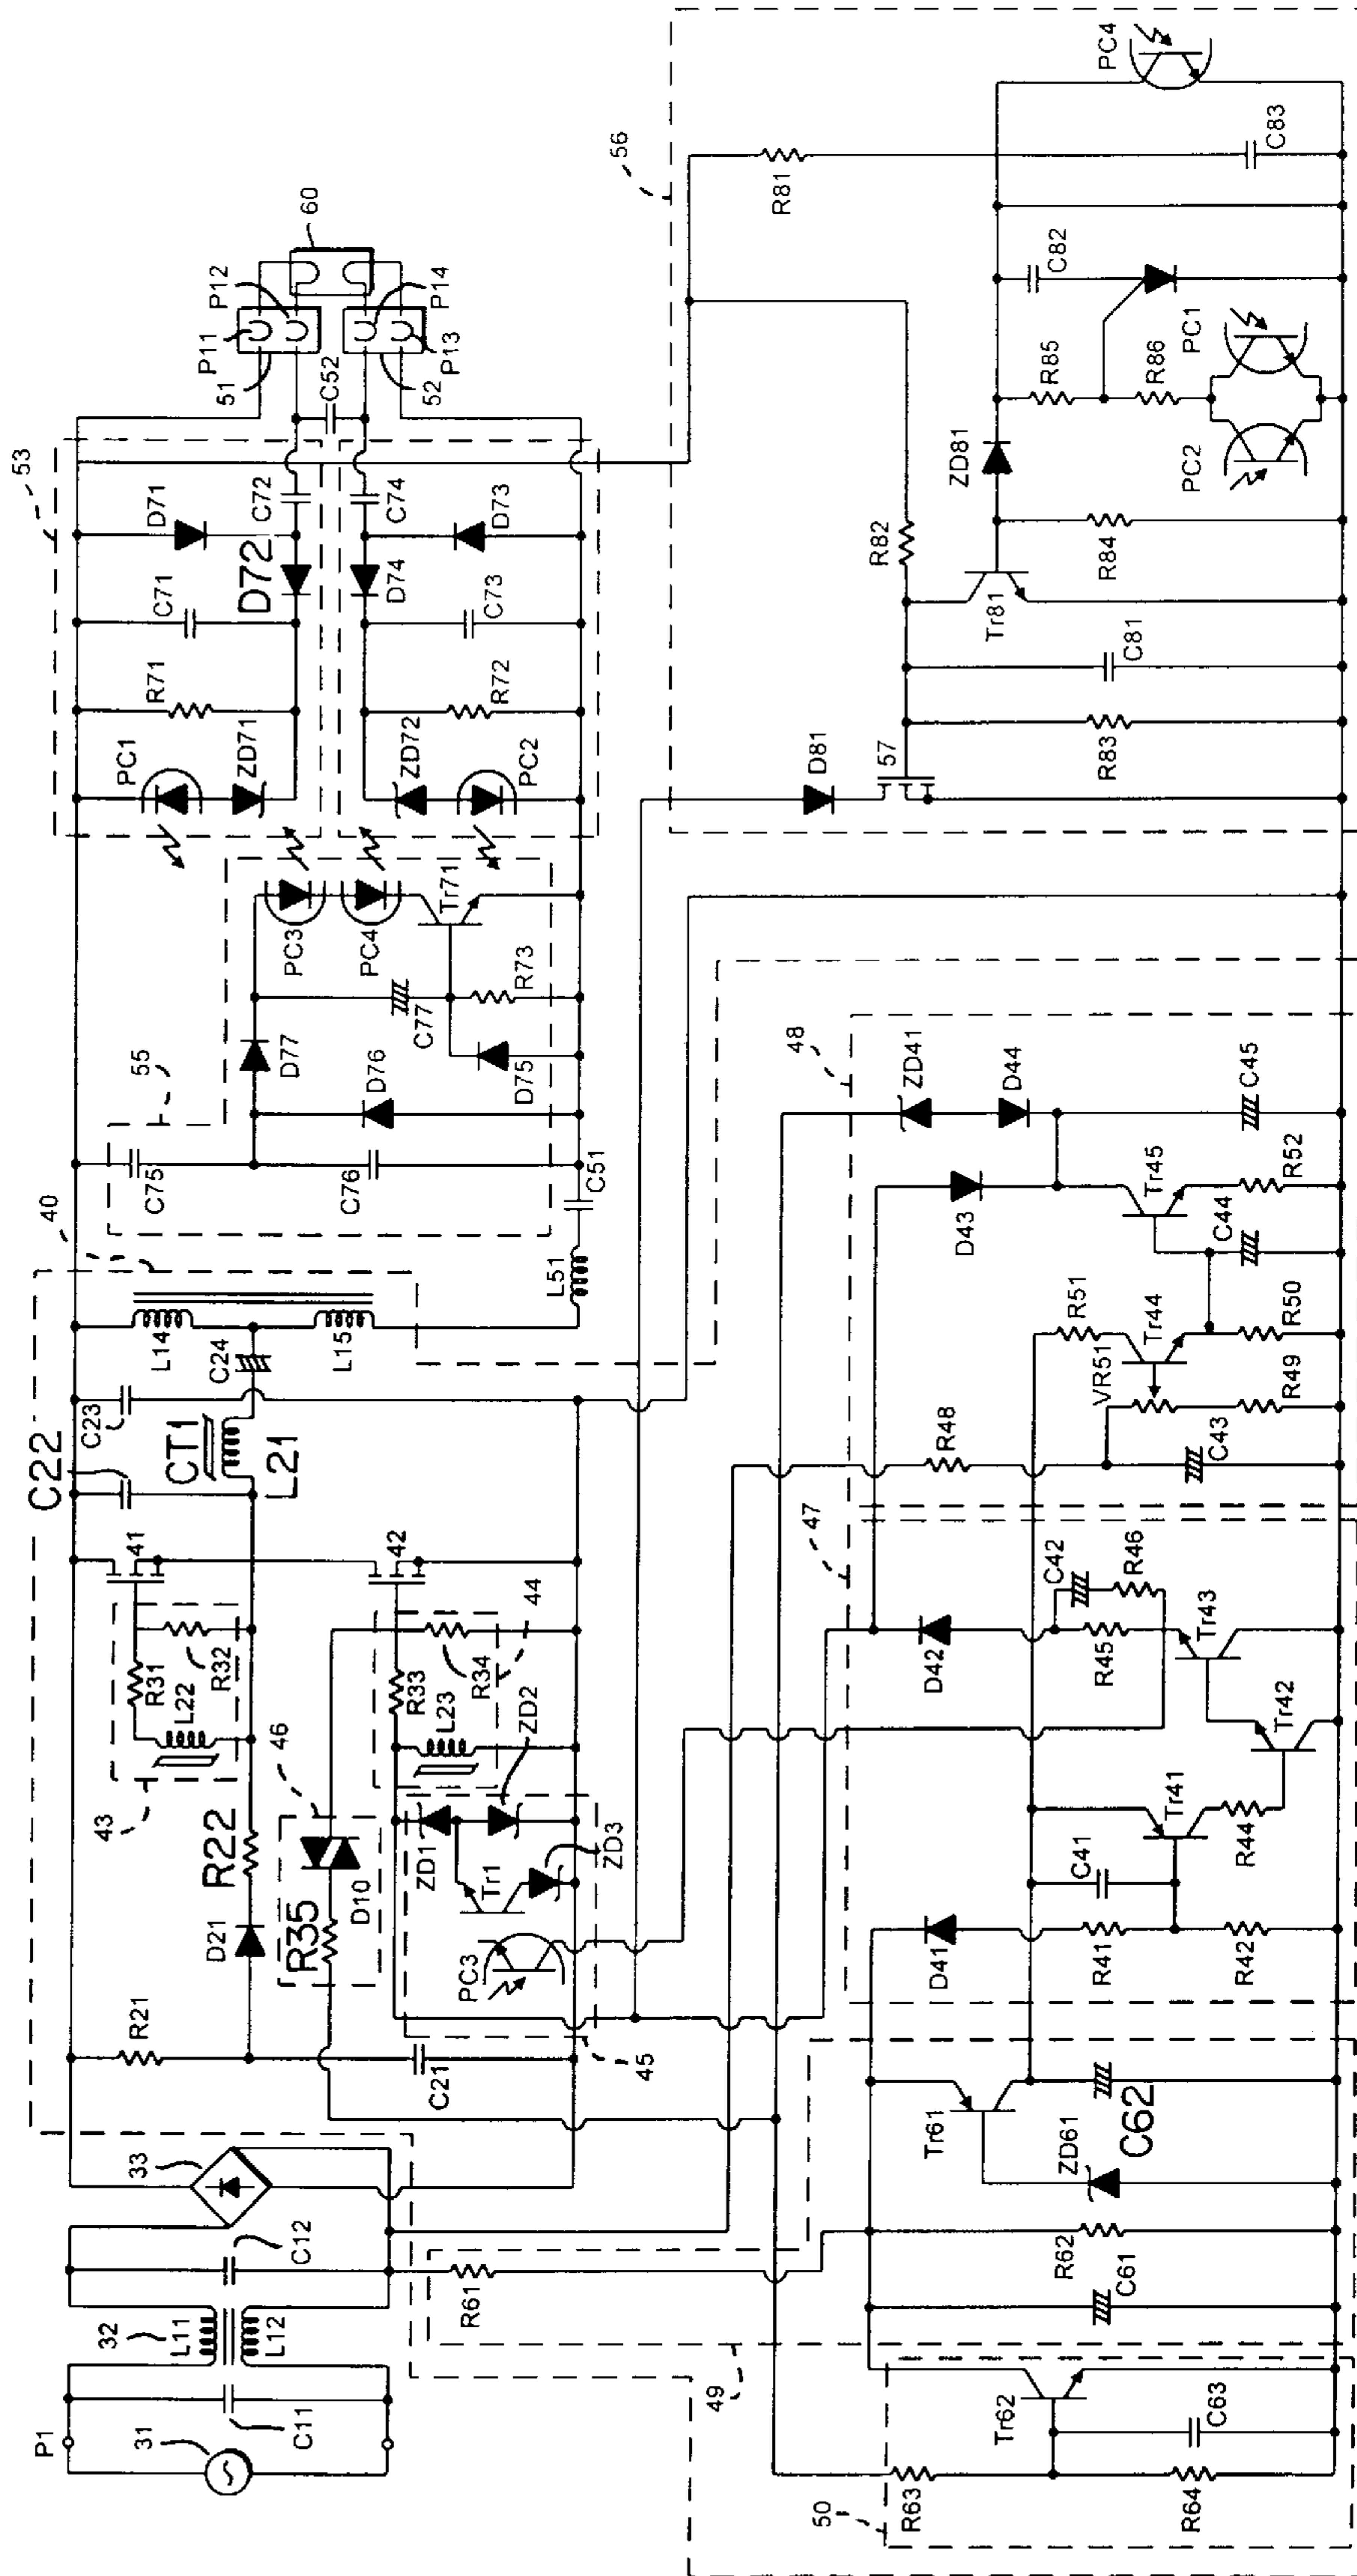 P1
31
C11
32
L11
L12
C12
33
R61
R21
C21
D21
R22
43
L22
R31
R32
41
C22
C23
CT1
L21
C24
L14
L15
40
46
R35
D10
PC3
Tr1
ZD1
ZD2
ZD3
45
L23
R33
R34
44
42
55
C75
C76
D77
D76
D75
C77
R73
PC3
PC4
Tr71
L51
C51
53
PC1
ZD71
R71
C71
D71
D72
C72
ZD72
PC2
R72
C73
D74
D73
C74
C52
51
52
P11
P12
P14
P13
60
50
R63
R64
Tr62
C63
49
C61
R62
ZD61
Tr61
C62
47
D41
R41
R42
C41
Tr41
R44
Tr42
Tr43
D42
R45
C42
R46
48
R48
C43
VR51
R49
Tr44
R51
R50
C44
D43
Tr45
R52
ZD41
D44
C45
56
D81
57
R83
C81
Tr81
R82
R84
ZD81
R85
R86
PC2
PC1
C82
R81
C83
PC4